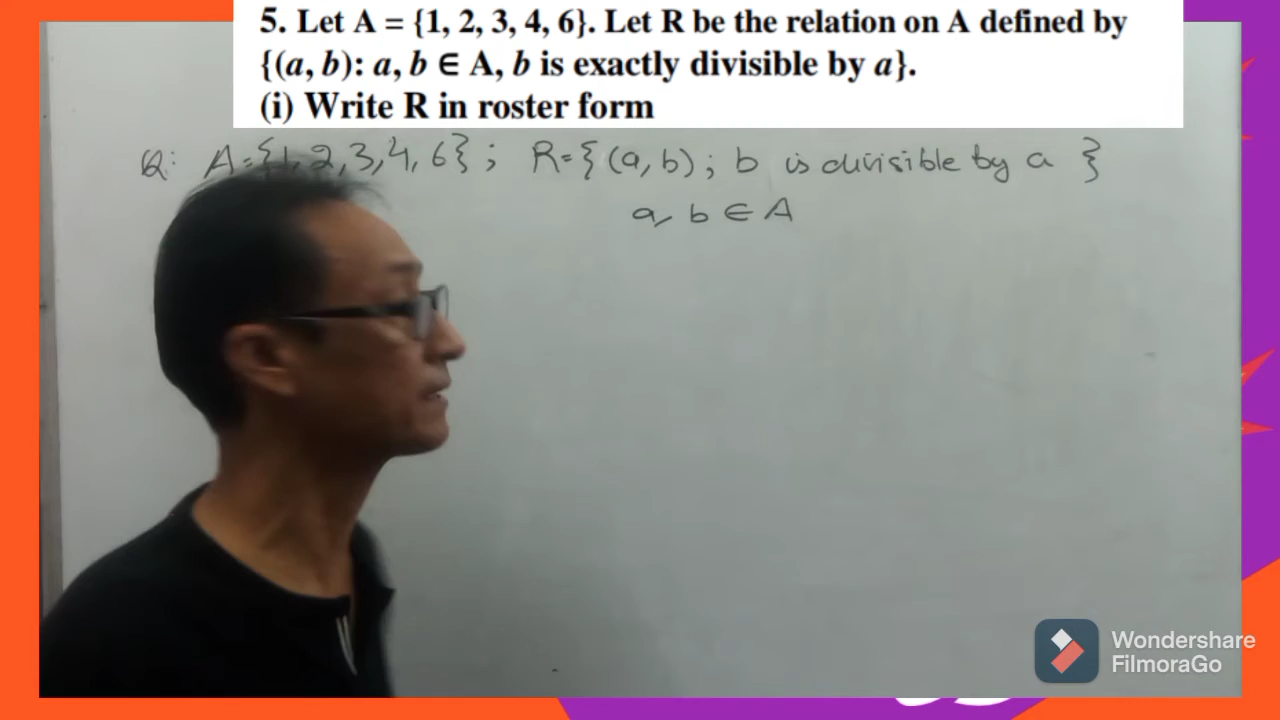 5. Let A = {1, 2, 3, 4, 6}. Let R be the relation on A defined by
{(a, b): a, b ∈ A, b is exactly divisible by a}.
(i) Write R in roster form
Q: A={1,2,3,4,6} ; R={(a,b); b is divisible by a }
a, b ∈ A
Wondershare
FilmoraGo